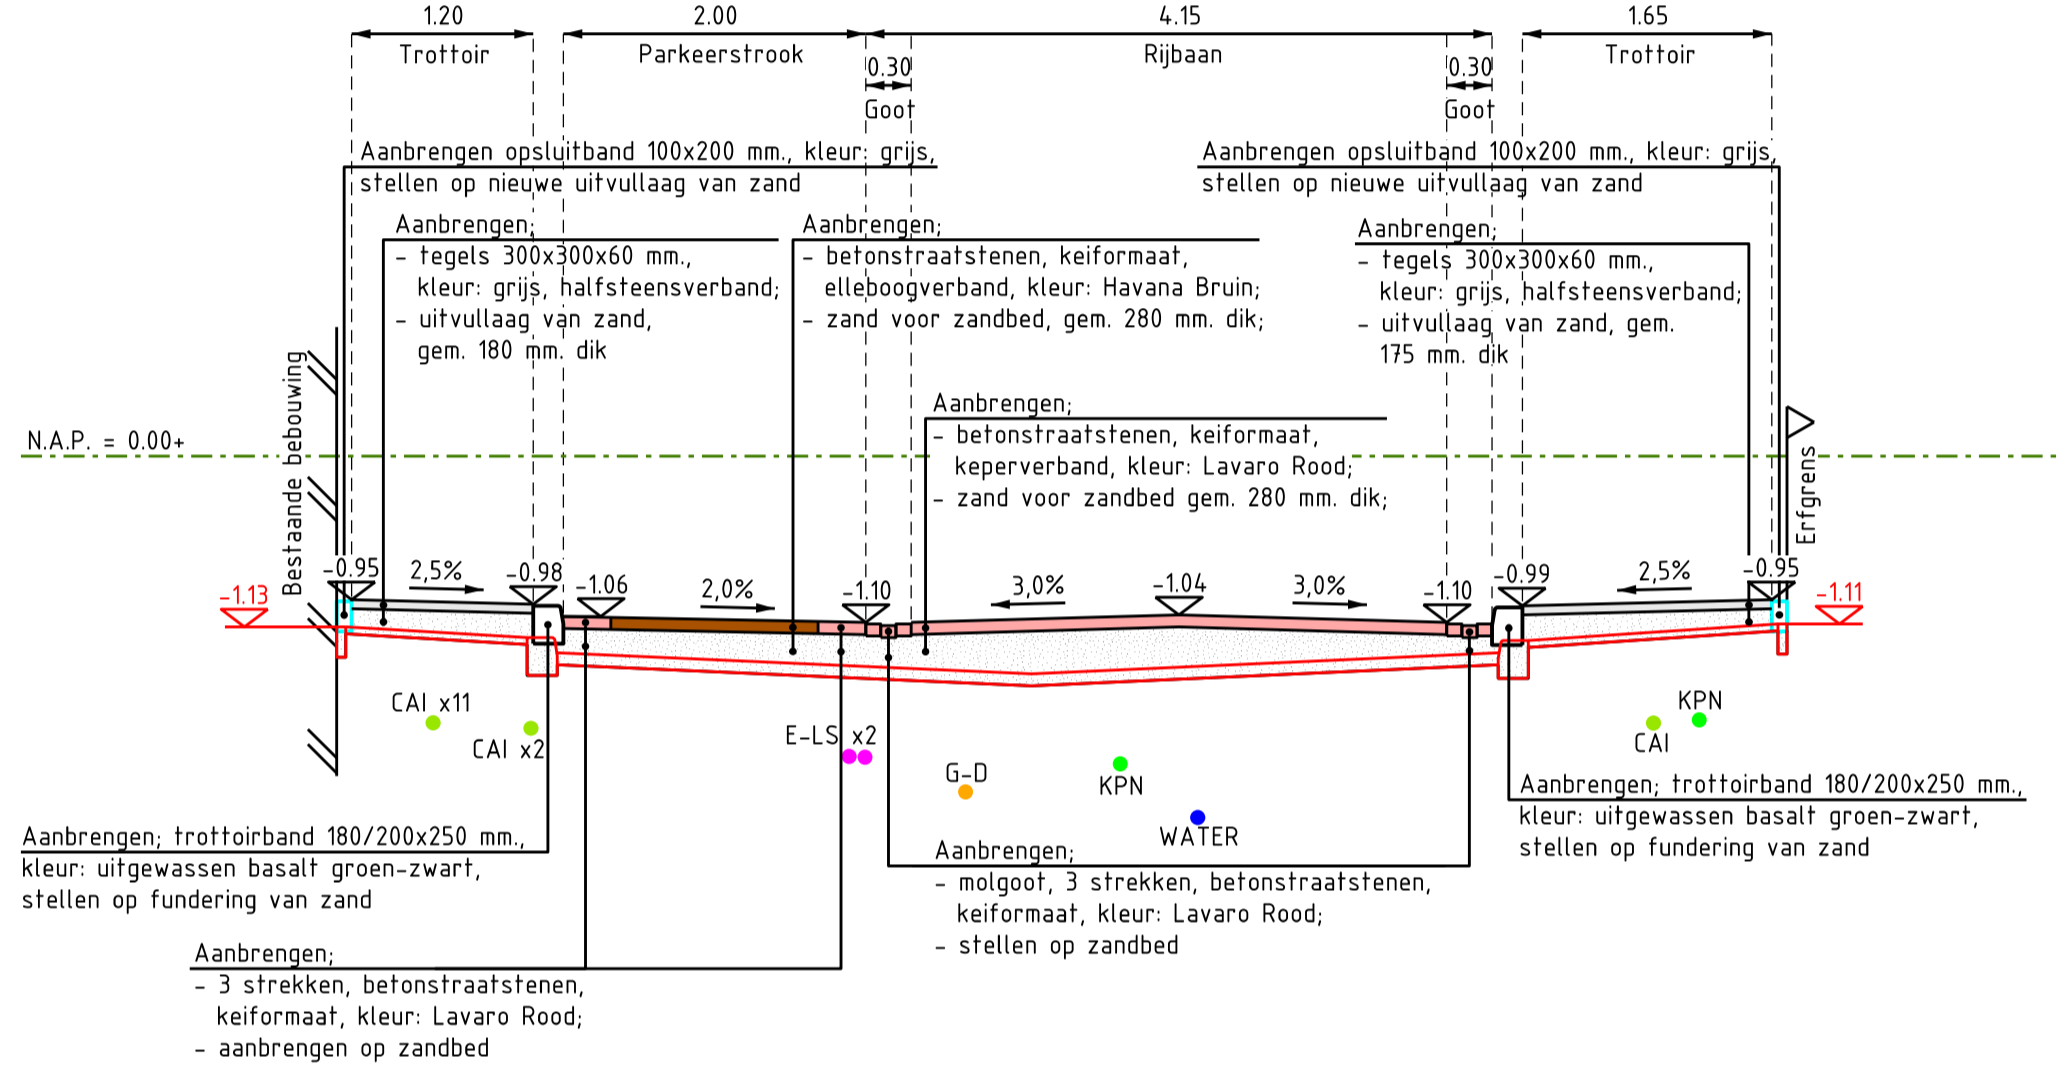 1.20
2.00
4.15
1.65
Trottoir
Parkeerstrook
Rijbaan
Trottoir
0.30
0.30
Goot
Goot
Aanbrengen opsluitband 100x200 mm., kleur: grijs,
stellen op nieuwe uitvullaag van zand
Aanbrengen opsluitband 100x200 mm., kleur: grijs,
stellen op nieuwe uitvullaag van zand
Aanbrengen;
- tegels 300x300x60 mm.,
kleur: grijs, halfsteensverband;
- uitvullaag van zand,
gem. 180 mm. dik
Aanbrengen;
- betonstraatstenen, keiformaat,
elleboogverband, kleur: Havana Bruin;
- zand voor zandbed, gem. 280 mm. dik;
Aanbrengen;
- tegels 300x300x60 mm.,
kleur: grijs, halfsteensverband;
- uitvullaag van zand, gem.
175 mm. dik
Aanbrengen;
- betonstraatstenen, keiformaat,
keperverband, kleur: Lavaro Rood;
- zand voor zandbed gem. 280 mm. dik;
N.A.P. = 0.00+
Bestaande bebouwing
Erfgrens
-1.13
-0.95
2,5%
-0.98
-1.06
2,0%
-1.10
3,0%
-1.04
3,0%
-1.10
-0.99
2,5%
-0.95
-1.11
CAI x11
CAI x2
E-LS x2
G-D
KPN
WATER
CAI
KPN
Aanbrengen; trottoirband 180/200x250 mm.,
kleur: uitgewassen basalt groen-zwart,
stellen op fundering van zand
Aanbrengen; trottoirband 180/200x250 mm.,
kleur: uitgewassen basalt groen-zwart,
stellen op fundering van zand
Aanbrengen;
- molgoot, 3 strekken, betonstraatstenen,
keiformaat, kleur: Lavaro Rood;
- stellen op zandbed
Aanbrengen;
- 3 strekken, betonstraatstenen,
keiformaat, kleur: Lavaro Rood;
- aanbrengen op zandbed